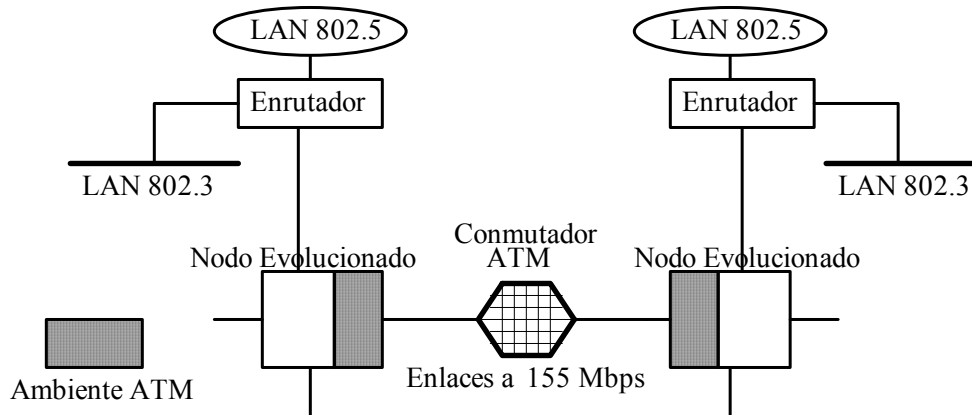 LAN 802.5
LAN 802.5
Enrutador
Enrutador
LAN 802.3
LAN 802.3
Nodo Evolucionado
Conmutador
ATM
Nodo Evolucionado
Enlaces a 155 Mbps
Ambiente ATM